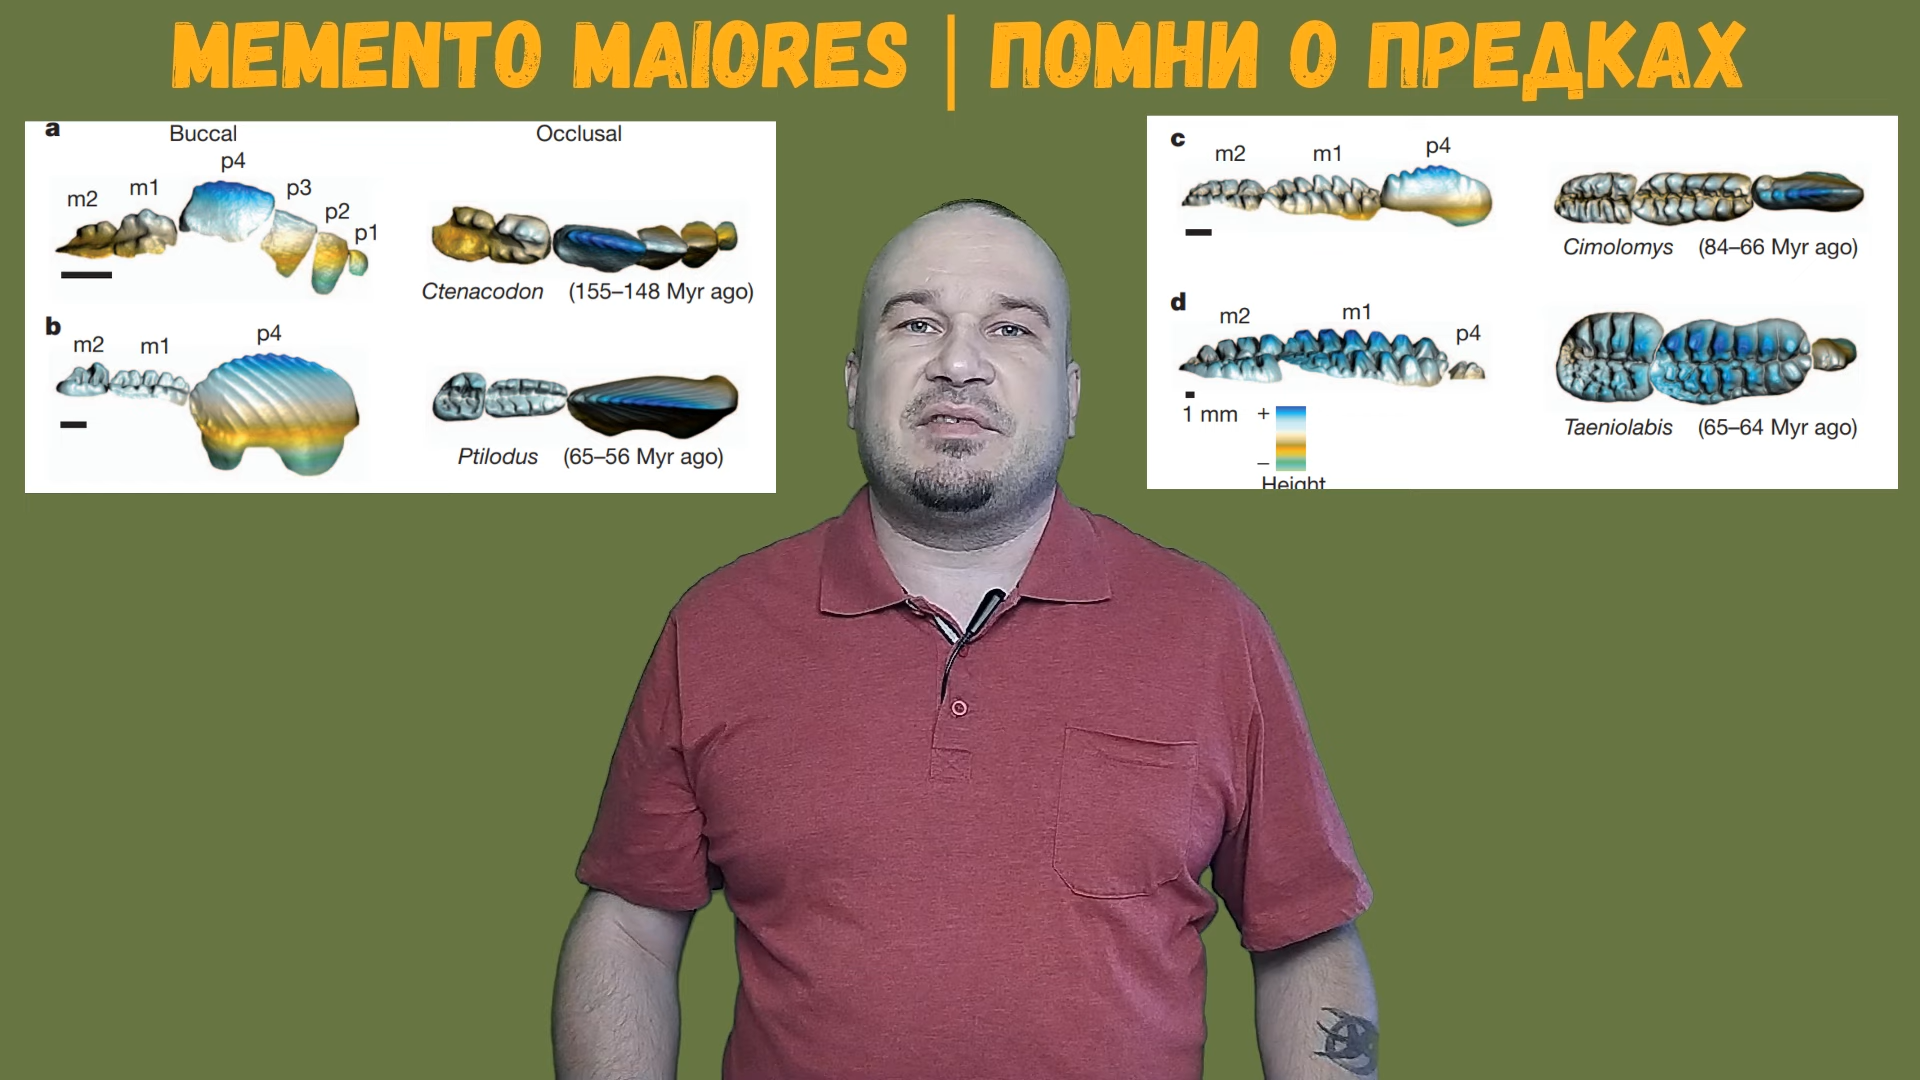 MEMENTO MAIORES | ПОМНИ О ПРЕДКАХ
a
Buccal
Occlusal
p4
m2
m1
p3
p2
p1
Ctenacodon (155–148 Myr ago)
b
m2
m1
p4
Ptilodus (65–56 Myr ago)
c
m2
m1
p4
Cimolomys (84–66 Myr ago)
d
m2
m1
p4
1 mm
+
–
Height
Taeniolabis (65–64 Myr ago)